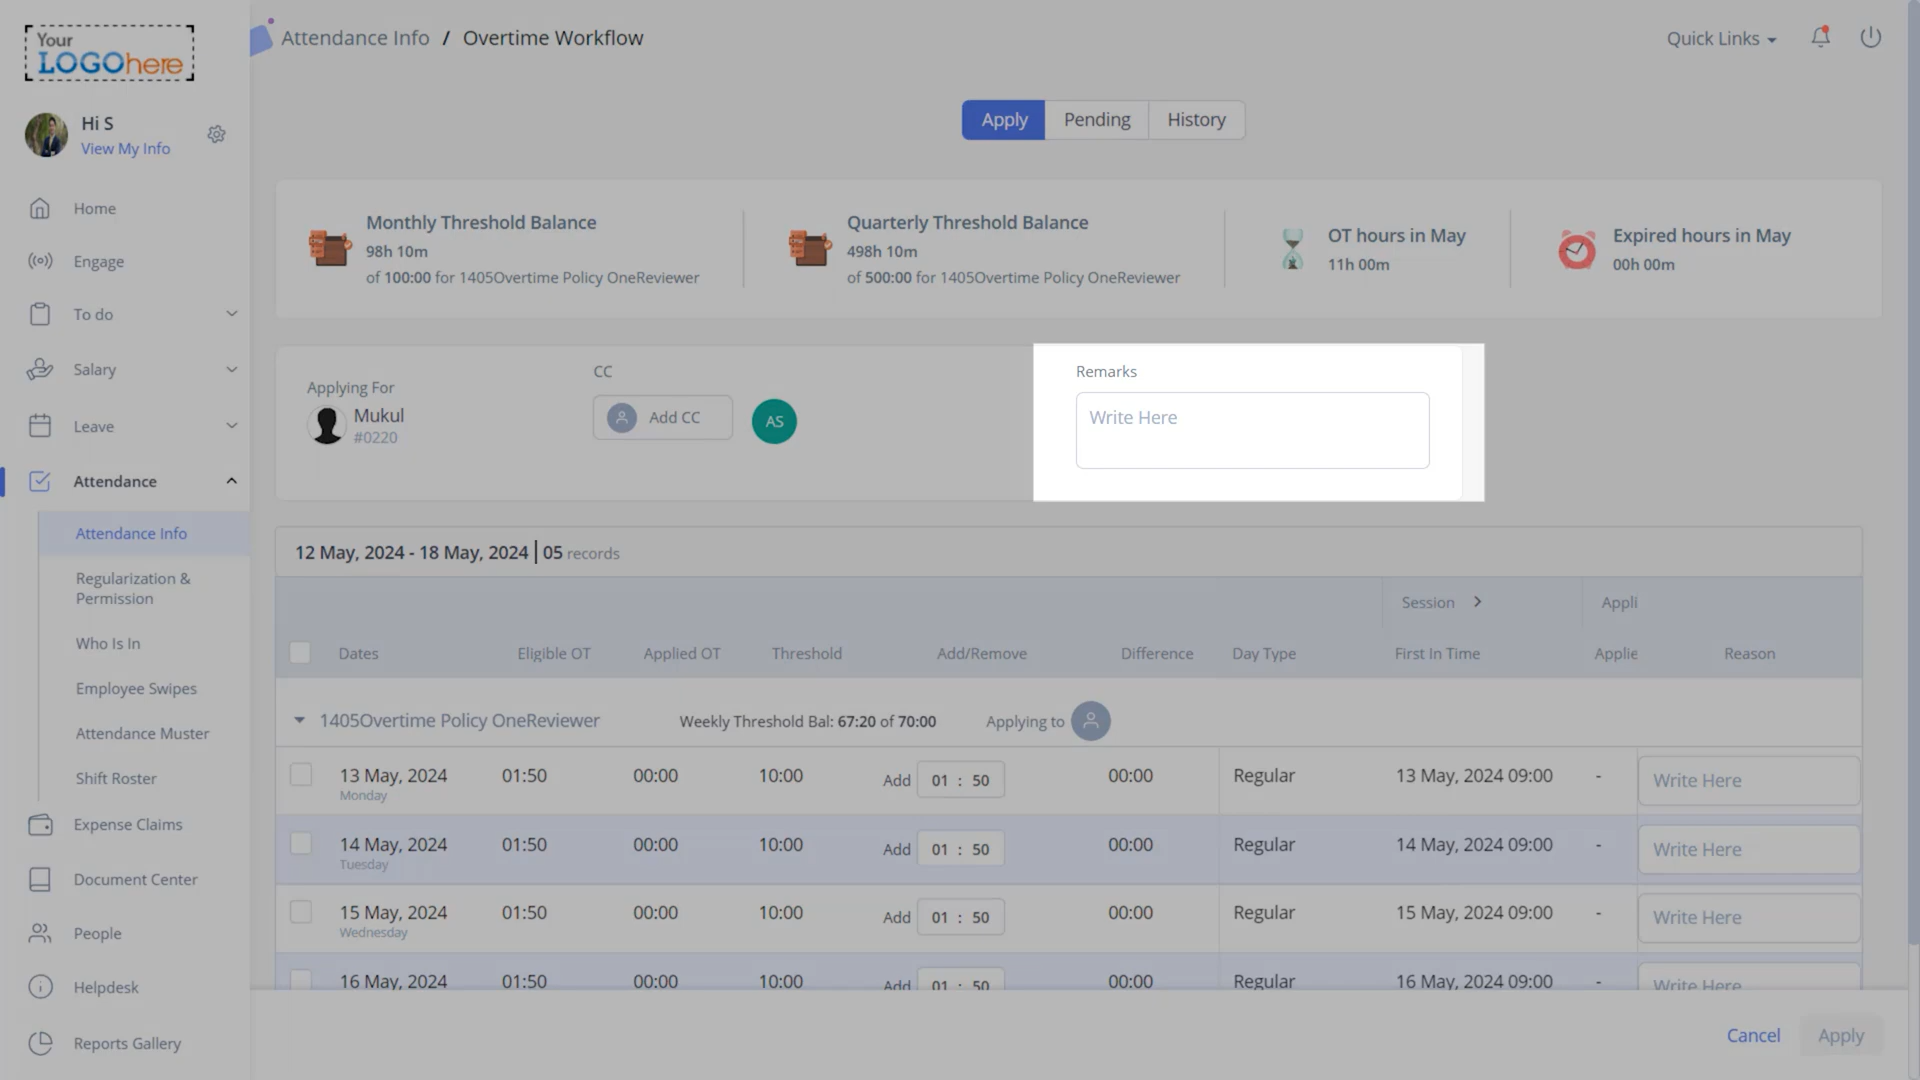 Your
LOGOhere
Attendance Info / Overtime Workflow
Quick Links
Hi S
View My Info
Apply
Pending
History
Home
Engage
To do
Salary
Leave
Attendance
Attendance Info
Regularization &
Permission
Who Is In
Employee Swipes
Attendance Muster
Shift Roster
Expense Claims
Document Center
People
Helpdesk
Reports Gallery
Monthly Threshold Balance
98h 10m
of 100:00 for 1405Overtime Policy OneReviewer
Quarterly Threshold Balance
498h 10m
of 500:00 for 1405Overtime Policy OneReviewer
OT hours in May
11h 00m
Expired hours in May
00h 00m
Applying For
Mukul
#0220
CC
Add CC
AS
Remarks
Write Here
12 May, 2024 - 18 May, 2024 | 05 records
Session
Appli
Dates Eligible OT Applied OT Threshold Add/Remove Difference Day Type First In Time Applie Reason
1405Overtime Policy OneReviewer Weekly Threshold Bal: 67:20 of 70:00 Applying to
13 May, 2024 01:50 00:00 10:00 Add 01 : 50 00:00 Regular 13 May, 2024 09:00 - Write Here
Monday
14 May, 2024 01:50 00:00 10:00 Add 01 : 50 00:00 Regular 14 May, 2024 09:00 - Write Here
Tuesday
15 May, 2024 01:50 00:00 10:00 Add 01 : 50 00:00 Regular 15 May, 2024 09:00 - Write Here
Wednesday
16 May, 2024 01:50 00:00 10:00 Add 01 : 50 00:00 Regular 16 May, 2024 09:00 - Write Here
Cancel
Apply